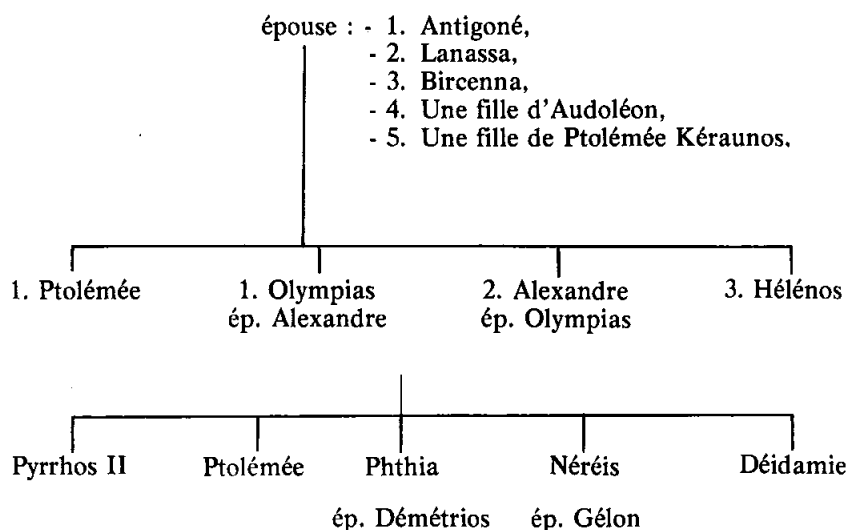 épouse : - 1. Antigoné,
- 2. Lanassa,
- 3. Bircenna,
- 4. Une fille d'Audoléon,
- 5. Une fille de Ptolémée Kéraunos.
1. Ptolémée 1. Olympias 2. Alexandre 3. Hélénos
ép. Alexandre ép. Olympias
Pyrrhos II Ptolémée Phthia Néréis Déidamie
ép. Démétrios ép. Gélon